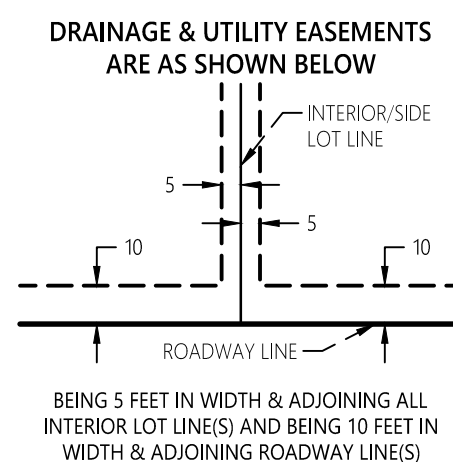 DRAINAGE & UTILITY EASEMENTS
ARE AS SHOWN BELOW
INTERIOR/SIDE
LOT LINE
5
5
10
10
ROADWAY LINE
BEING 5 FEET IN WIDTH & ADJOINING ALL
INTERIOR LOT LINE(S) AND BEING 10 FEET IN
WIDTH & ADJOINING ROADWAY LINE(S)